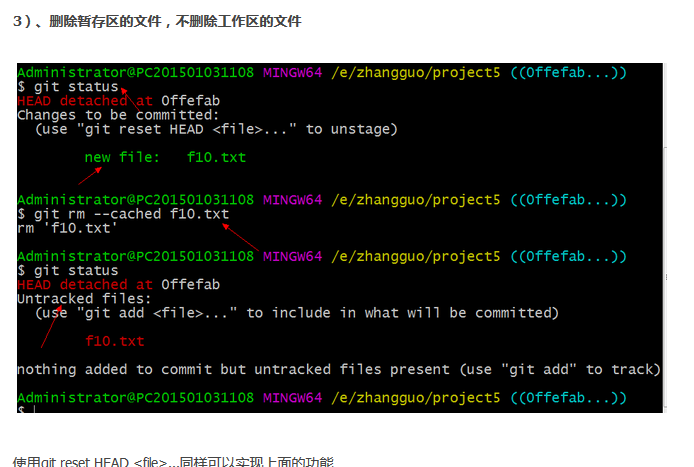 3）、删除暂存区的文件，不删除工作区的文件
Administrator@PC201501031108 MINGW64 /e/zhangguo/project5 ((0ffefab...))
$ git status
HEAD detached at 0ffefab
Changes to be committed:
(use "git reset HEAD <file>..." to unstage)
new file: f10.txt
Administrator@PC201501031108 MINGW64 /e/zhangguo/project5 ((0ffefab...))
$ git rm --cached f10.txt
rm 'f10.txt'
Administrator@PC201501031108 MINGW64 /e/zhangguo/project5 ((0ffefab...))
$ git status
HEAD detached at 0ffefab
Untracked files:
(use "git add <file>..." to include in what will be committed)
f10.txt
nothing added to commit but untracked files present (use "git add" to track)
Administrator@PC201501031108 MINGW64 /e/zhangguo/project5 ((0ffefab...))
$
使用git reset HEAD <file>...同样可以实现上面的功能